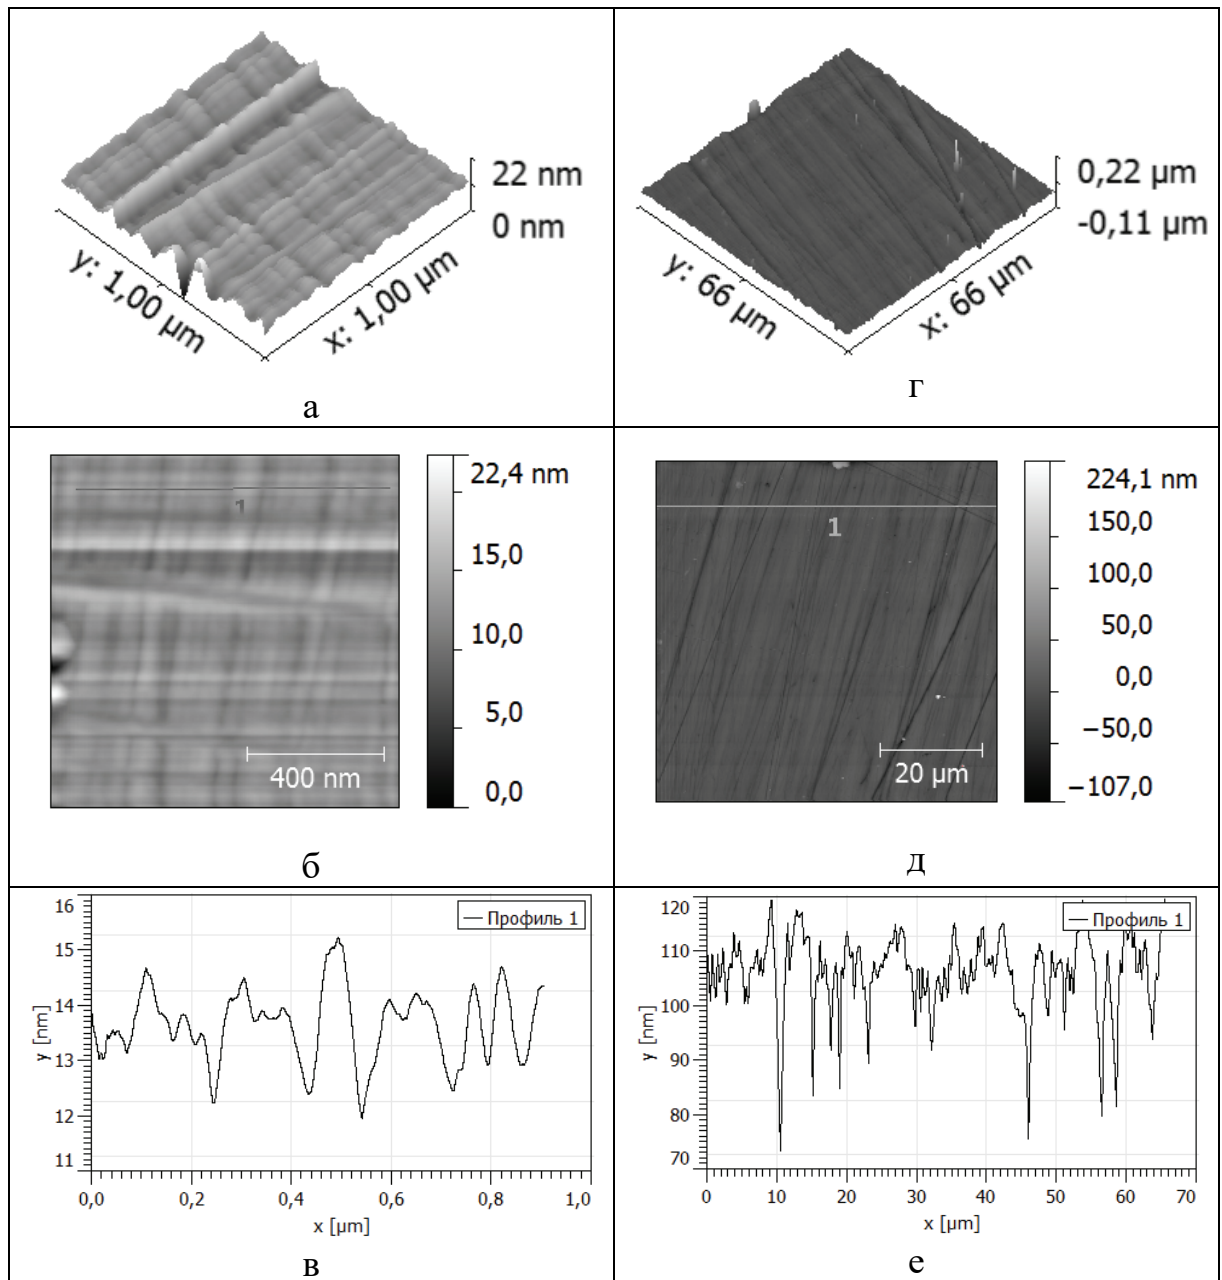 22 nm
0 nm
y: 1,00 µm
x: 1,00 µm
а
0,22 µm
-0,11 µm
y: 66 µm
x: 66 µm
г
1
400 nm
22,4 nm
15,0
10,0
5,0
0,0
б
1
20 µm
224,1 nm
150,0
100,0
50,0
0,0
−50,0
−107,0
д
Профиль 1
16
15
14
13
12
11
y [nm]
0,0 0,2 0,4 0,6 0,8 1,0
x [µm]
в
Профиль 1
120
110
100
90
80
70
y [nm]
0 10 20 30 40 50 60 70
x [µm]
е